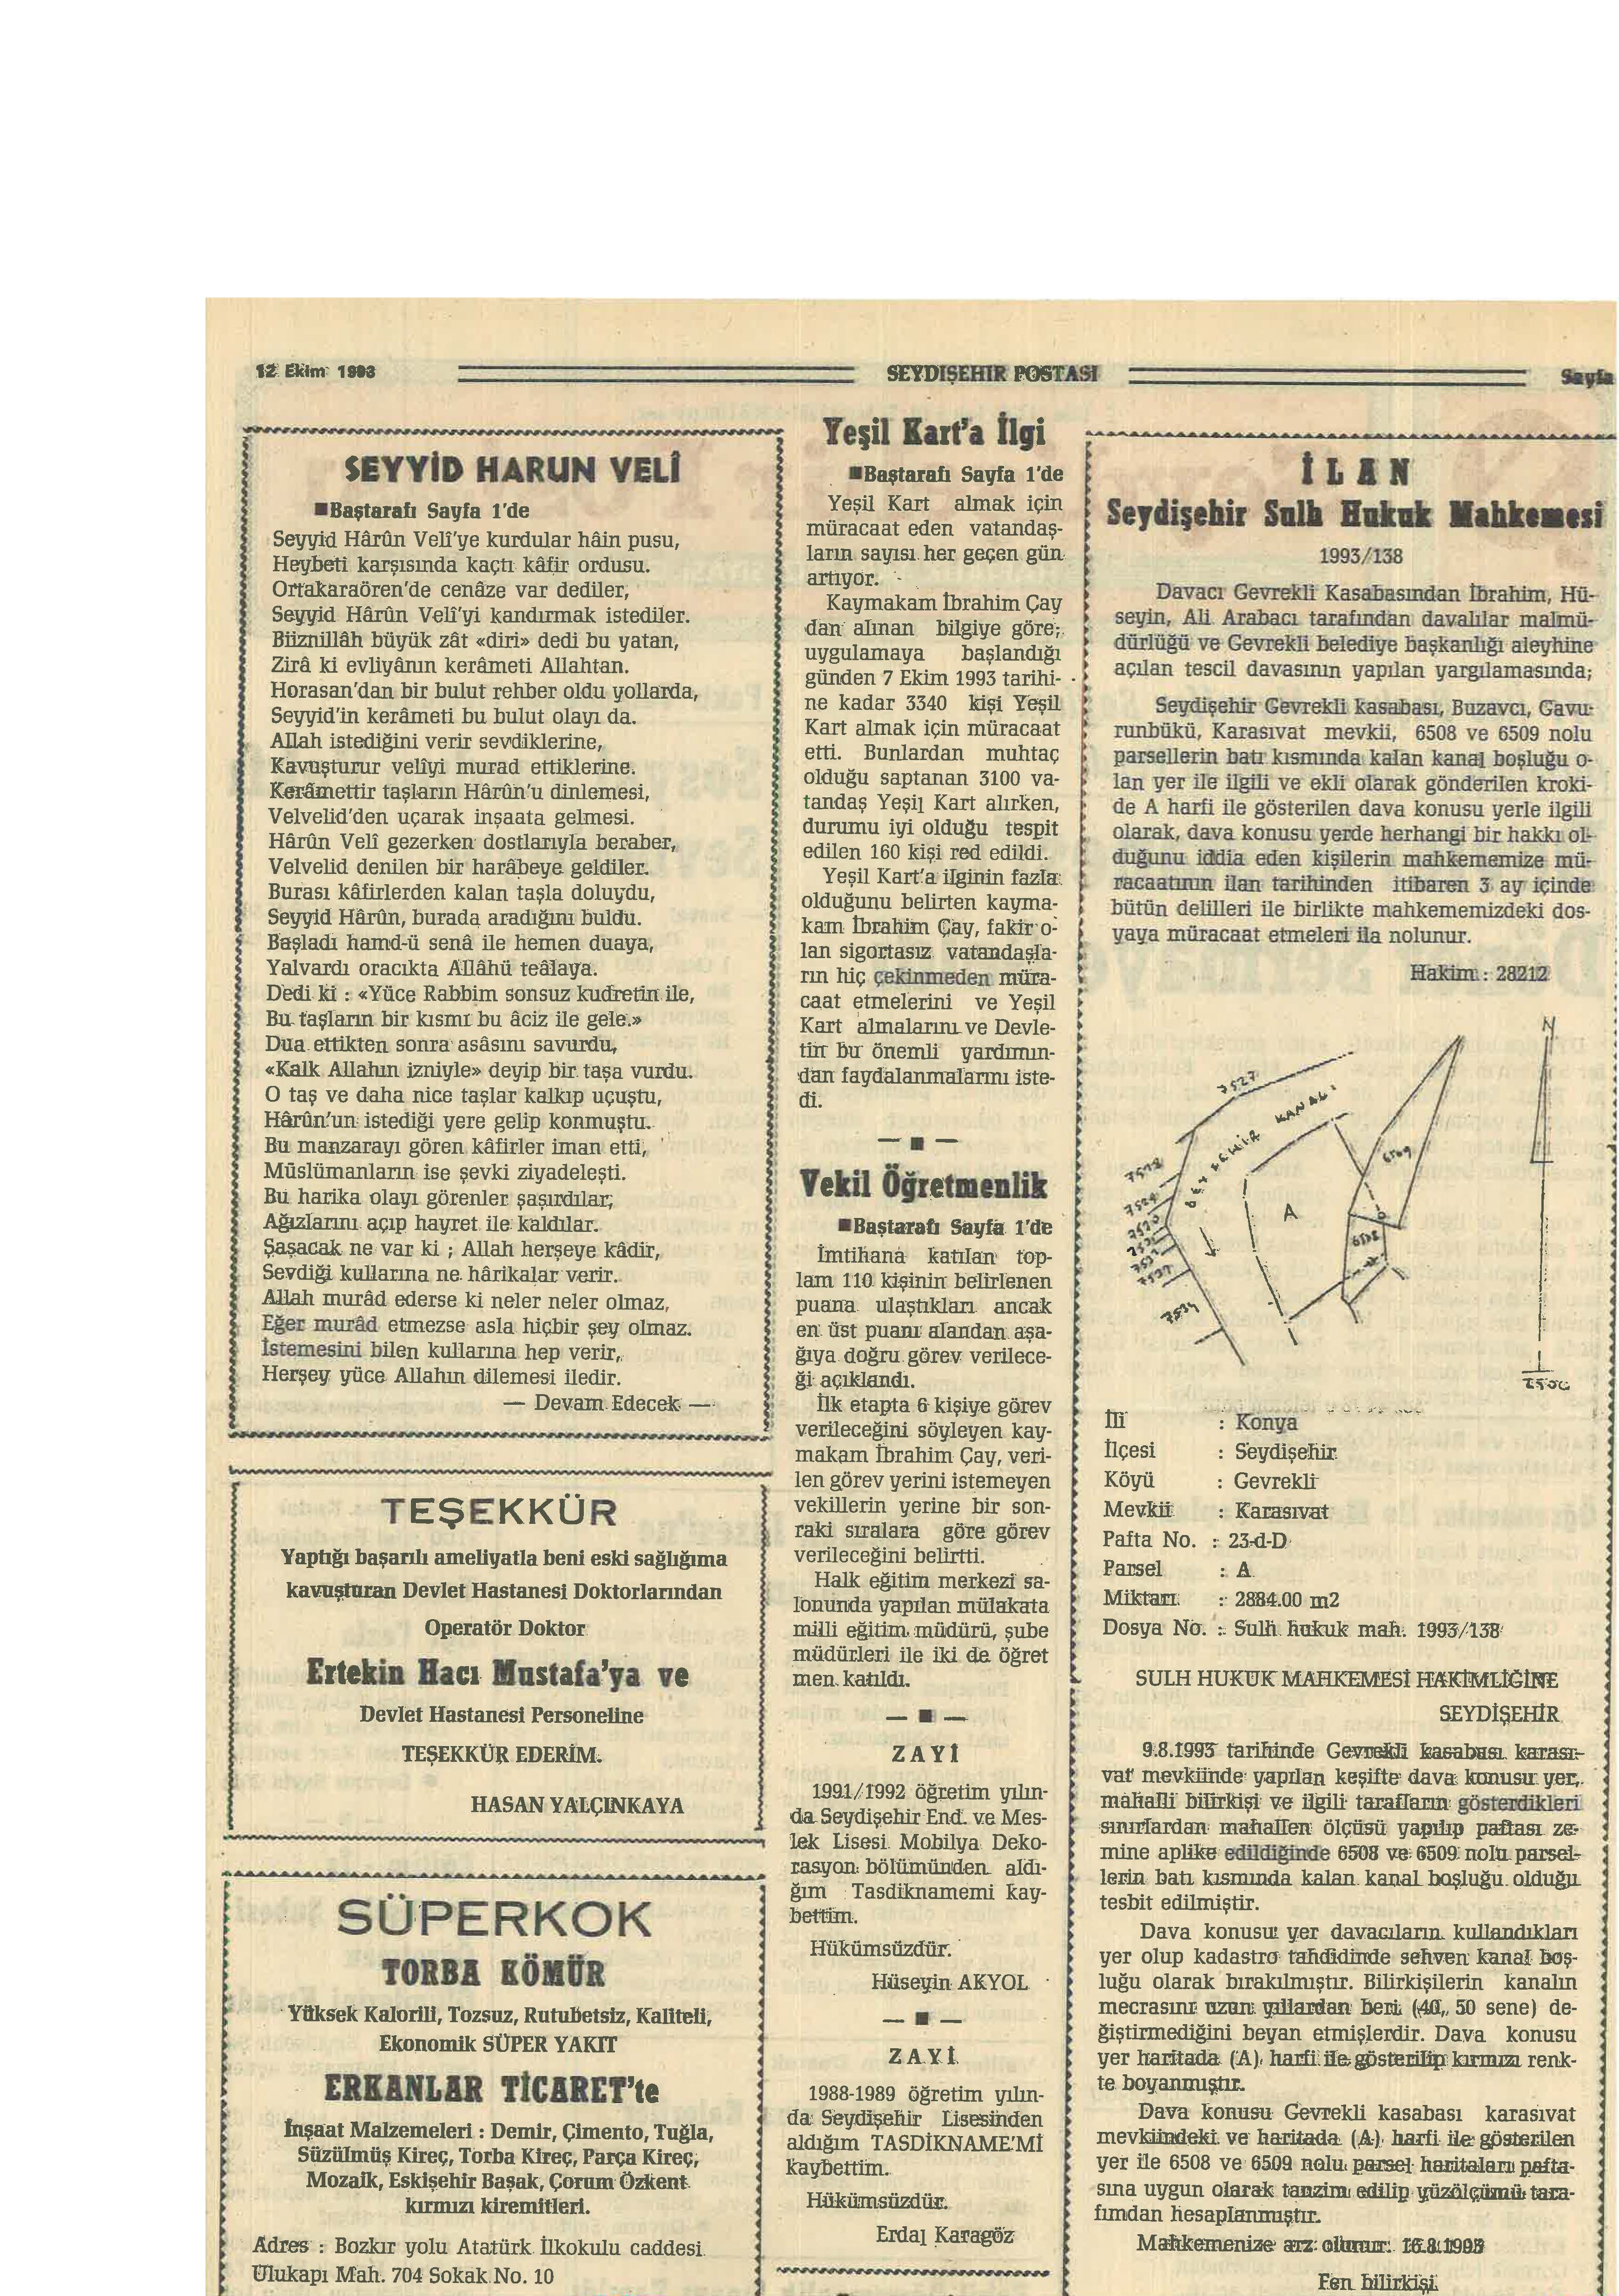 12 Ekim 1993
SEYDİŞEHİR POSTASI
Sayfa
SEYYİD HARUN VELÎ
■Baştarafı Sayfa 1'de
Seyyid Hârûn Velî'ye kurdular hâin pusu,
Heybeti karşısında kaçtı kâfir ordusu.
Ortakaraören'de cenâze var dediler,
Seyyid Hârûn Velî'yi kandırmak istediler.
Biiznillâh büyük zât «diri» dedi bu yatan,
Zirâ ki evliyânın kerâmeti Allahtan.
Horasan'dan bir bulut rehber oldu yollarda,
Seyyid'in kerâmeti bu bulut olayı da.
Allah istediğini verir sevdiklerine,
Kavuşturur velîyi murad ettiklerine.
Kerâmettir taşların Hârûn'u dinlemesi,
Velvelid'den uçarak inşaata gelmesi.
Hârûn Velî gezerken dostlarıyla beraber,
Velvelid denilen bir harâbeye geldiler.
Burası kâfirlerden kalan taşla doluydu,
Seyyid Hârûn, burada aradığını buldu.
Başladı hamd-ü senâ ile hemen duaya,
Yalvardı oracıkta Allâhü teâlaya.
Dedi ki : «Yüce Rabbim sonsuz kudretin ile,
Bu taşların bir kısmı bu âciz ile gele.»
Dua ettikten sonra asâsını savurdu,
«Kalk Allahın izniyle» deyip bir taşa vurdu.
O taş ve daha nice taşlar kalkıp uçuştu,
Hârûn'un istediği yere gelip konmuştu.
Bu manzarayı gören kâfirler iman etti,
Müslümanların ise şevki ziyadeleşti.
Bu harika olayı görenler şaşırdılar,
Ağızlarını açıp hayret ile kaldılar.
Şaşacak ne var ki ; Allah herşeye kâdir,
Sevdiği kullarına ne hârikalar verir.
Allah murâd ederse ki neler neler olmaz,
Eğer murâd etmezse asla hiçbir şey olmaz.
İstemesini bilen kullarına hep verir,
Herşey yüce Allahın dilemesi iledir.
— Devam Edecek —
TEŞEKKÜR
Yaptığı başarılı ameliyatla beni eski sağlığıma
kavuşturan Devlet Hastanesi Doktorlarından
Operatör Doktor
Ertekin Hacı Mustafa'ya ve
Devlet Hastanesi Personeline
TEŞEKKÜR EDERİM.
HASAN YALÇINKAYA
SÜPERKOK
TORBA KÖMÜR
Yüksek Kalorili, Tozsuz, Rutubetsiz, Kaliteli,
Ekonomik SÜPER YAKIT
ERKANLAR TİCARET'te
İnşaat Malzemeleri : Demir, Çimento, Tuğla,
Süzülmüş Kireç, Torba Kireç, Parça Kireç,
Mozaik, Eskişehir Başak, Çorum Özkent
kırmızı kiremitleri.
Adres : Bozkır yolu Atatürk İlkokulu caddesi
Ulukapı Mah. 704 Sokak No. 10
Yeşil Kart'a İlgi
■Baştarafı Sayfa 1'de
Yeşil Kart almak için
müracaat eden vatandaş-
ların sayısı her geçen gün
artıyor.
Kaymakam İbrahim Çay
dan alınan bilgiye göre;
uygulamaya başlandığı
günden 7 Ekim 1993 tarihi-
ne kadar 3340 kişi Yeşil
Kart almak için müracaat
etti. Bunlardan muhtaç
olduğu saptanan 3100 va-
tandaş Yeşil Kart alırken,
durumu iyi olduğu tespit
edilen 160 kişi red edildi.
Yeşil Kart'a ilginin fazla
olduğunu belirten kayma-
kam İbrahim Çay, fakir o-
lan sigortasız vatandaşla-
rın hiç çekinmeden müra-
caat etmelerini ve Yeşil
Kart almalarını ve Devle-
tin bu önemli yardımın-
dan faydalanmalarını iste-
di.
Vekil Öğretmenlik
■Baştarafı Sayfa 1'de
İmtihana katılan top-
lam 110 kişinin belirlenen
puana ulaştıkları ancak
en üst puanı alandan aşa-
ğıya doğru görev verilece-
ği açıklandı.
İlk etapta 6 kişiye görev
verileceğini söyleyen kay-
makam İbrahim Çay, veri-
len görev yerini istemeyen
vekillerin yerine bir son-
raki sıralara göre görev
verileceğini belirtti.
Halk eğitim merkezi sa-
lonunda yapılan mülakata
milli eğitim müdürü, şube
müdürleri ile iki de öğret
men katıldı.
ZAYİ
1991/1992 öğretim yılın-
da Seydişehir End. ve Mes-
lek Lisesi Mobilya Deko-
rasyon bölümünden aldı-
ğım Tasdiknamemi kay-
bettim.
Hükümsüzdür.
Hüseyin AKYOL
ZAYİ
1988-1989 öğretim yılın-
da Seydişehir Lisesinden
aldığım TASDİKNAME'Mİ
kaybettim.
Hükümsüzdür.
Erdal Karagöz
İLAN
Seydişehir Sulh Hukuk Mahkemesi
1993/138
Davacı Gevrekli Kasabasından İbrahim, Hü-
seyin, Ali Arabacı tarafından davalılar malmü-
dürlüğü ve Gevrekli belediye başkanlığı aleyhine
açılan tescil davasının yapılan yargılamasında;
Seydişehir Gevrekli kasabası, Buzavcı, Gavu-
runbükü, Karasıvat mevkii, 6508 ve 6509 nolu
parsellerin batı kısmında kalan kanal boşluğu o-
lan yer ile ilgili ve ekli olarak gönderilen kroki-
de A harfi ile gösterilen dava konusu yerle ilgili
olarak, dava konusu yerde herhangi bir hakkı ol-
duğunu iddia eden kişilerin mahkememize mü-
racaatının ilan tarihinden itibaren 3 ay içinde
bütün delilleri ile birlikte mahkememizdeki dos-
yaya müracaat etmeleri ila nolunur.
Hakim : 28212
N
7527
KANALI
6509
A
6508
7534
İli : Konya
İlçesi : Seydişehir
Köyü : Gevrekli
Mevkii : Karasıvat
Pafta No. : 23-d-D
Parsel : A
Miktarı : 2884.00 m2
Dosya No. : Sulh hukuk mah. 1993/138
SULH HUKUK MAHKEMESİ HAKİMLİĞİNE
SEYDİŞEHİR
9.8.1993 tarihinde Gevrekli kasabası karası-
vat mevkiinde yapılan keşifte dava konusu yer,
mahalli bilirkişi ve ilgili tarafların gösterdikleri
sınırlardan mahallen ölçüsü yapılıp paftası ze-
mine aplike edildiğinde 6508 ve 6509 nolu parsel-
lerin batı kısmında kalan kanal boşluğu olduğu
tesbit edilmiştir.
Dava konusu yer davacıların kullandıkları
yer olup kadastro tahdidinde sehven kanal boş-
luğu olarak bırakılmıştır. Bilirkişilerin kanalın
mecrasını uzun yıllardan beri (40, 50 sene) de-
ğiştirmediğini beyan etmişlerdir. Dava konusu
yer haritada (A) harfi ile gösterilip kırmızı renk-
te boyanmıştır.
Dava konusu Gevrekli kasabası karasıvat
mevkiindeki ve haritada (A) harfi ile gösterilen
yer ile 6508 ve 6509 nolu parsel haritaları pafta-
sına uygun olarak tanzim edilip yüzölçümü tara-
fımdan hesaplanmıştır.
Mahkemenize arz olunur. 16.8.1993
Fen bilirkişi